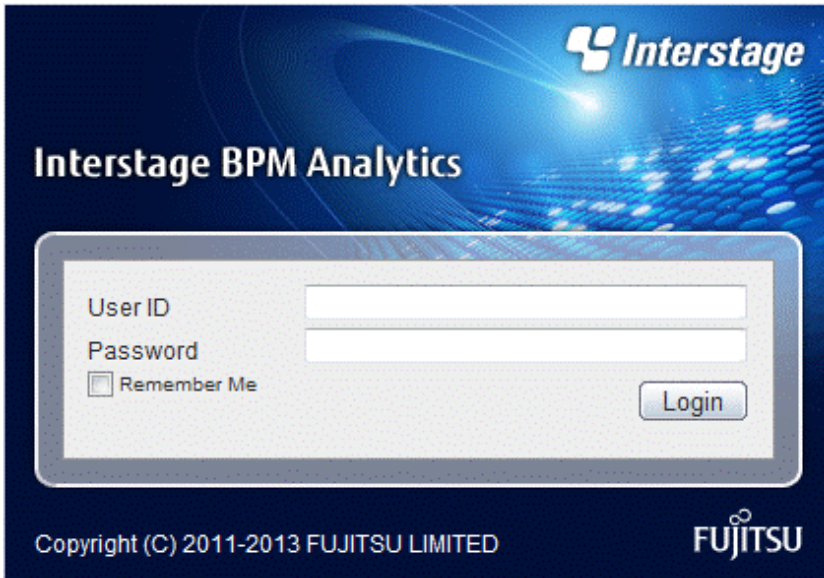 Interstage
Interstage BPM Analytics
User ID
Password
Remember Me
Login
Copyright (C) 2011-2013 FUJITSU LIMITED
FUJITSU